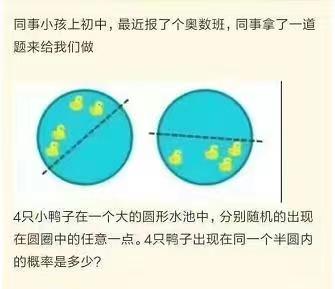 同事小孩上初中，最近报了个奥数班，同事拿了一道
题来给我们做
4只小鸭子在一个大的圆形水池中，分别随机的出现
在圆圈中的任意一点。4只鸭子出现在同一个半圆内
的概率是多少？